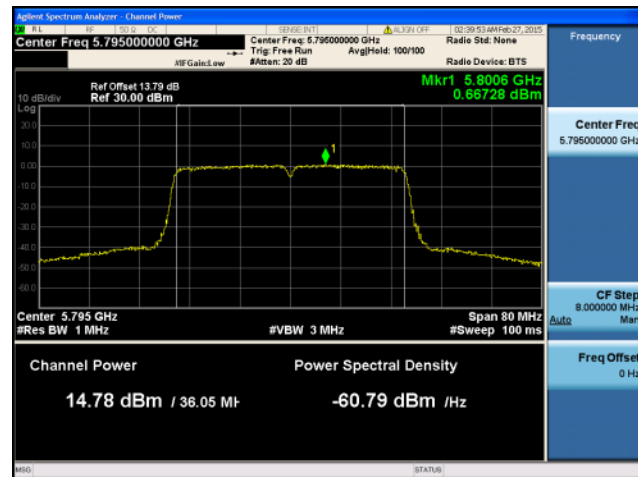 Agilent Spectrum Analyzer - Channel Power
RL RF 50 Ω DC SENSE:INT ALIGN OFF 02:39:53 AM Feb 27, 2015
Center Freq 5.795000000 GHz
Center Freq: 5.795000000 GHz
Radio Std: None
Trig: Free Run Avg|Hold: 100/100
#IFGain:Low #Atten: 20 dB Radio Device: BTS
Frequency
Ref Offset 13.79 dB
10 dB/div Ref 30.00 dBm
Mkr1 5.8006 GHz
0.66728 dBm
Log
20.0
10.0
1
0.00
-10.0
-20.0
-30.0
-40.0
-50.0
-60.0
Center 5.795 GHz Span 80 MHz
#Res BW 1 MHz #VBW 3 MHz #Sweep 100 ms
Channel Power Power Spectral Density
14.78 dBm / 36.05 MH -60.79 dBm /Hz
Center Freq
5.795000000 GHz
CF Step
8.000000 MHz
Auto Man
Freq Offset
0 Hz
MSG STATUS